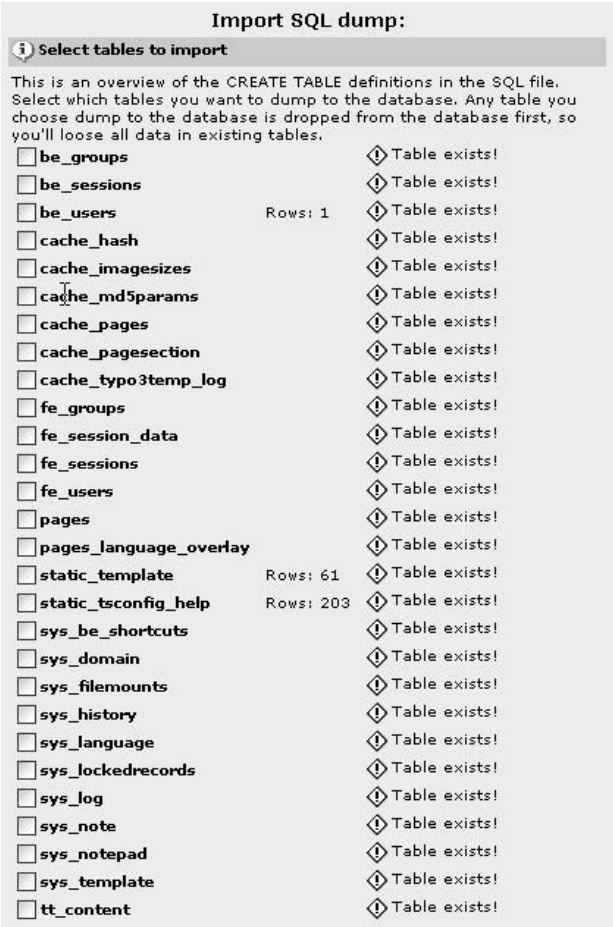 Import SQL dump:
Select tables to import
This is an overview of the CREATE TABLE definitions in the SQL file.
Select which tables you want to dump to the database. Any table you
choose dump to the database is dropped from the database first, so
you'll loose all data in existing tables.
be_groups Table exists!
be_sessions Table exists!
be_users Rows: 1 Table exists!
cache_hash Table exists!
cache_imagesizes Table exists!
cache_md5params Table exists!
cache_pages Table exists!
cache_pagesection Table exists!
cache_typo3temp_log Table exists!
fe_groups Table exists!
fe_session_data Table exists!
fe_sessions Table exists!
fe_users Table exists!
pages Table exists!
pages_language_overlay Table exists!
static_template Rows: 61 Table exists!
static_tsconfig_help Rows: 203 Table exists!
sys_be_shortcuts Table exists!
sys_domain Table exists!
sys_filemounts Table exists!
sys_history Table exists!
sys_language Table exists!
sys_lockedrecords Table exists!
sys_log Table exists!
sys_note Table exists!
sys_notepad Table exists!
sys_template Table exists!
tt_content Table exists!